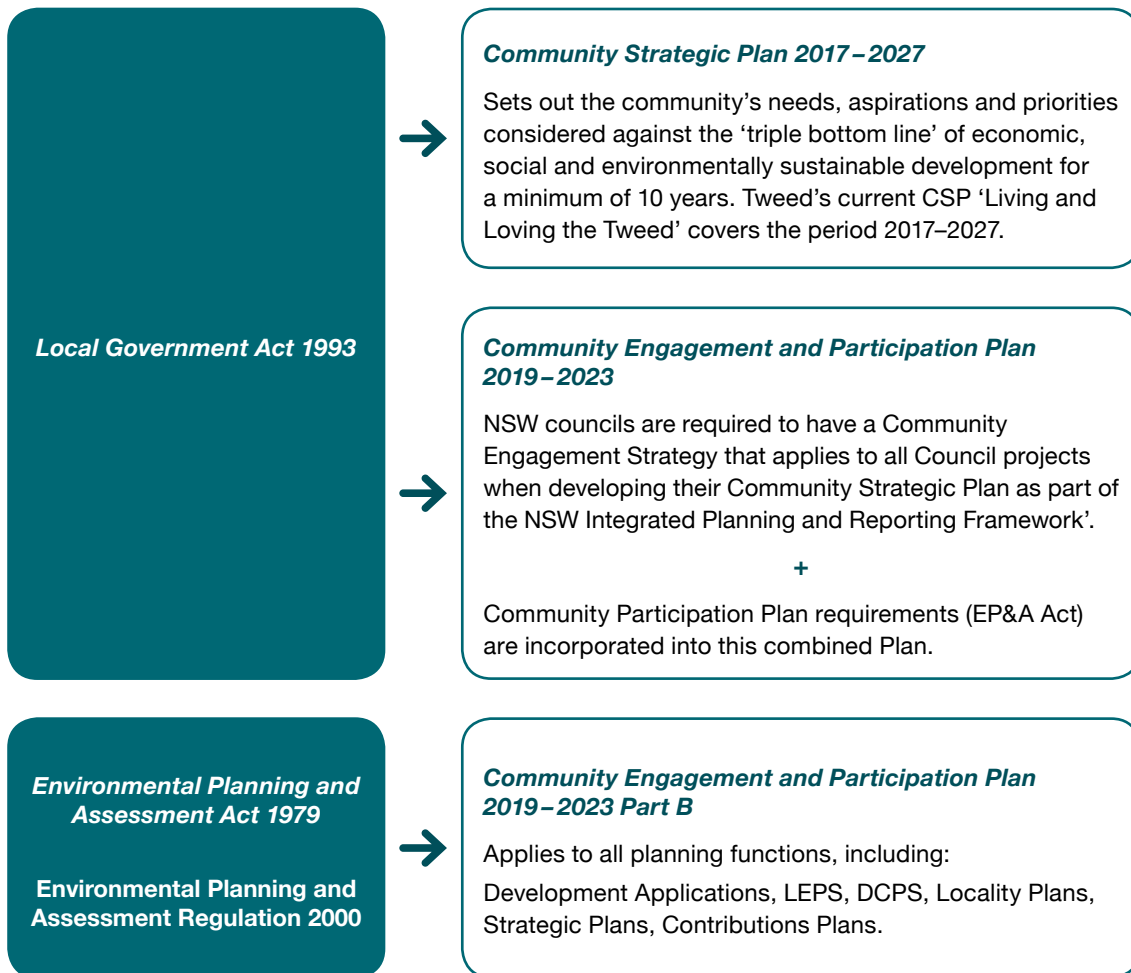 Community Strategic Plan 2017–2027
Sets out the community's needs, aspirations and priorities
considered against the 'triple bottom line' of economic,
social and environmentally sustainable development for
a minimum of 10 years. Tweed's current CSP 'Living and
Loving the Tweed' covers the period 2017–2027.
Local Government Act 1993
Community Engagement and Participation Plan
2019–2023
NSW councils are required to have a Community
Engagement Strategy that applies to all Council projects
when developing their Community Strategic Plan as part of
the NSW Integrated Planning and Reporting Framework'.
+
Community Participation Plan requirements (EP&A Act)
are incorporated into this combined Plan.
Environmental Planning and
Assessment Act 1979
Environmental Planning and
Assessment Regulation 2000
Community Engagement and Participation Plan
2019–2023 Part B
Applies to all planning functions, including:
Development Applications, LEPS, DCPS, Locality Plans,
Strategic Plans, Contributions Plans.